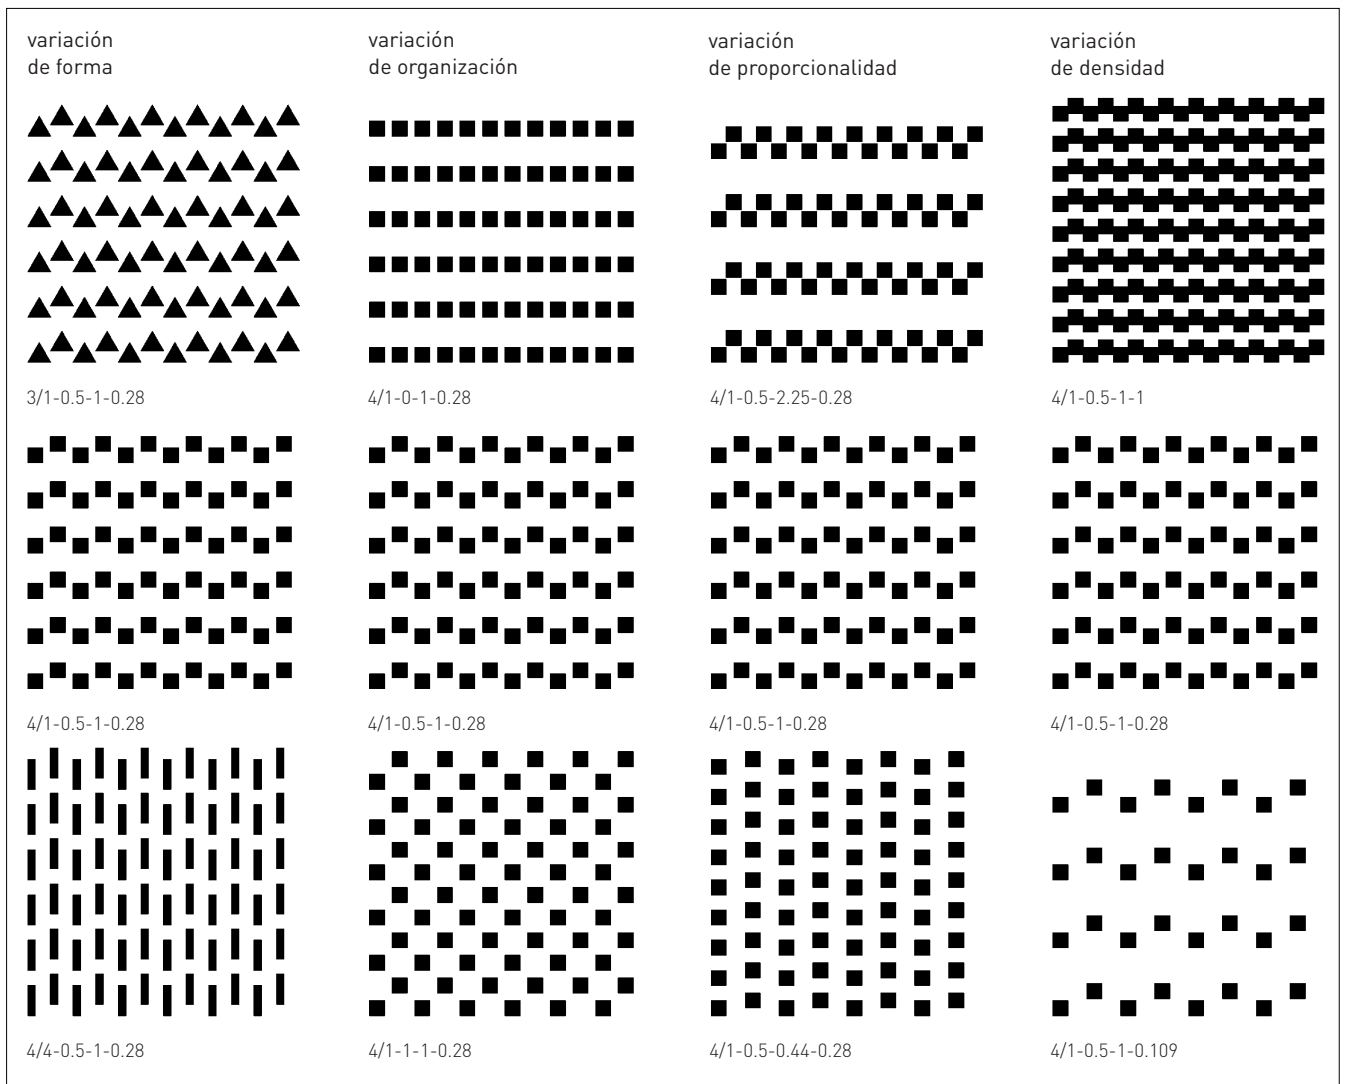 variación
de forma
variación
de organización
variación
de proporcionalidad
variación
de densidad
3/1-0.5-1-0.28
4/1-0-1-0.28
4/1-0.5-2.25-0.28
4/1-0.5-1-1
4/1-0.5-1-0.28
4/1-0.5-1-0.28
4/1-0.5-1-0.28
4/1-0.5-1-0.28
4/4-0.5-1-0.28
4/1-1-1-0.28
4/1-0.5-0.44-0.28
4/1-0.5-1-0.109